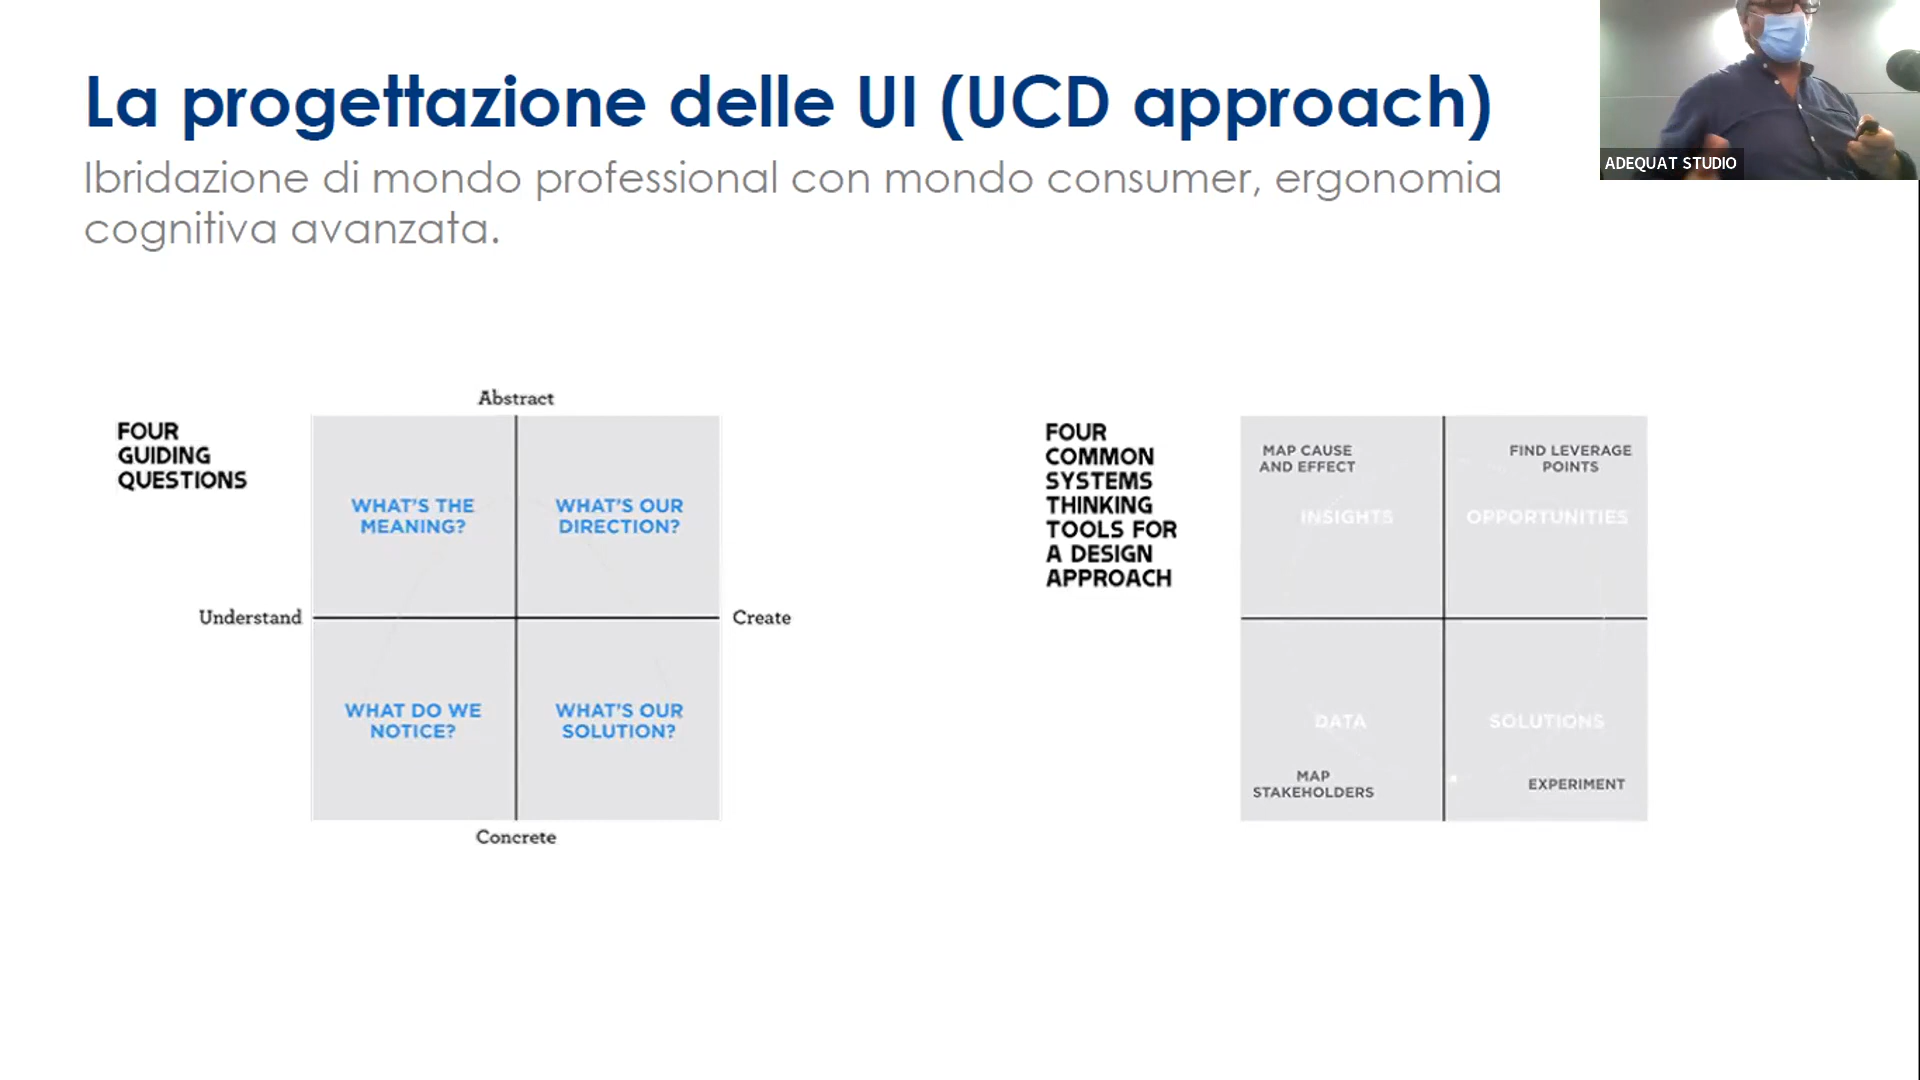 La progettazione delle UI (UCD approach)
Ibridazione di mondo professional con mondo consumer, ergonomia
cognitiva avanzata.
ADEQUAT STUDIO
FOUR
GUIDING
QUESTIONS
Abstract
WHAT'S THE
MEANING?
WHAT'S OUR
DIRECTION?
Understand
Create
WHAT DO WE
NOTICE?
WHAT'S OUR
SOLUTION?
Concrete
FOUR
COMMON
SYSTEMS
THINKING
TOOLS FOR
A DESIGN
APPROACH
MAP CAUSE
AND EFFECT
INSIGHTS
FIND LEVERAGE
POINTS
OPPORTUNITIES
DATA
MAP
STAKEHOLDERS
SOLUTIONS
EXPERIMENT